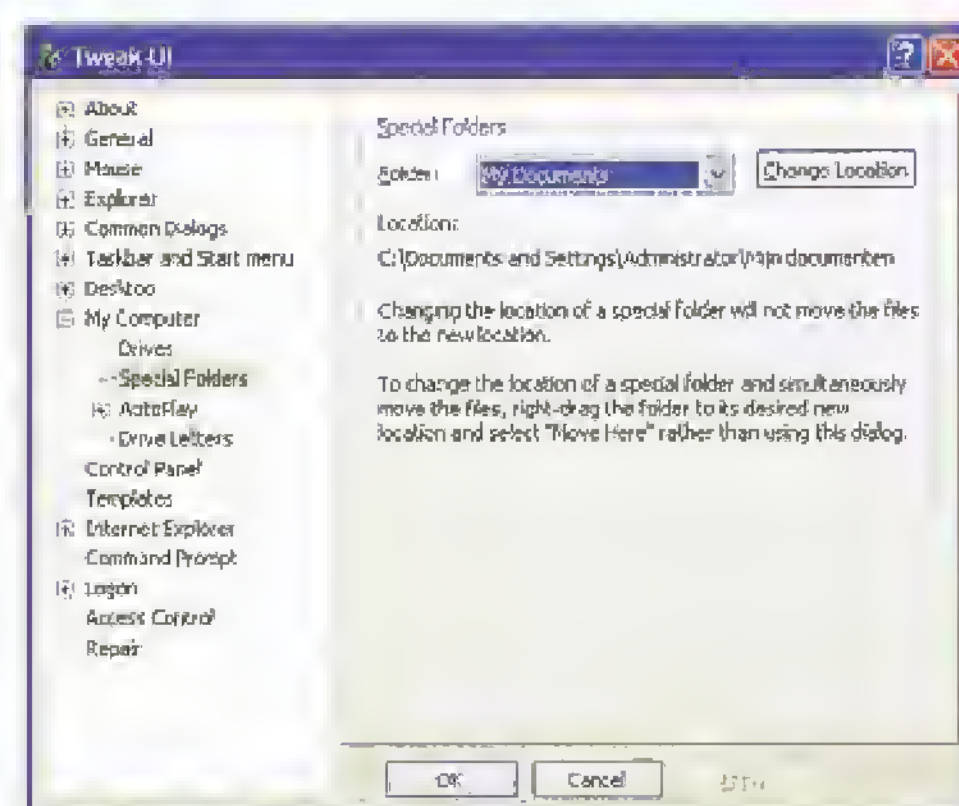 Tweak UI
About
General
Mouse
Explorer
Common Dialogs
Taskbar and Start menu
Desktop
My Computer
Drives
Special Folders
AutoPlay
Drive Letters
Control Panel
Templates
Internet Explorer
Command Prompt
Logon
Access Control
Repair
Special Folders
Folder: My Documents Change Location
Location:
C:\Documents and Settings\Administrator\Mijn documenten
Changing the location of a special folder will not move the files
to the new location.
To change the location of a special folder and simultaneously
move the files, right-drag the folder to its desired new
location and select "Move Here" rather than using this dialog.
OK Cancel